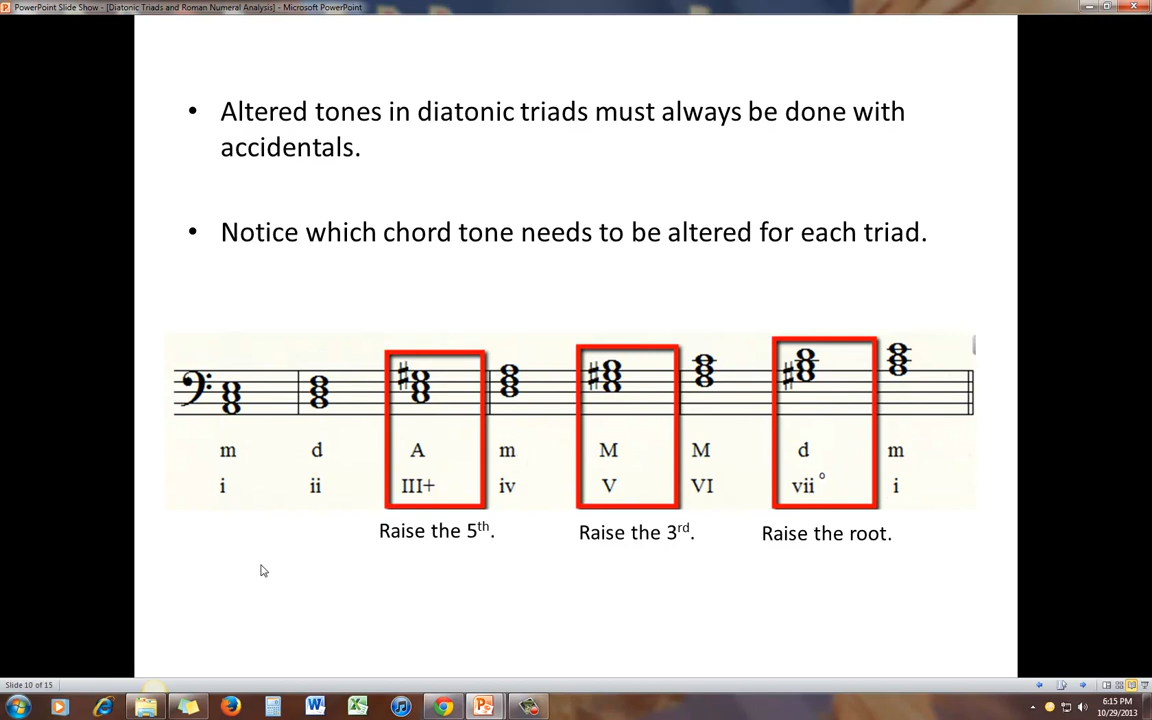 PowerPoint Slide Show - [Diatonic Triads and Roman Numeral Analysis] - Microsoft PowerPoint
• Altered tones in diatonic triads must always be done with
accidentals.
• Notice which chord tone needs to be altered for each triad.
m d A m M M d m
i ii III+ iv V VI vii° i
Raise the 5th. Raise the 3rd. Raise the root.
Slide 10 of 15
6:15 PM
10/29/2013